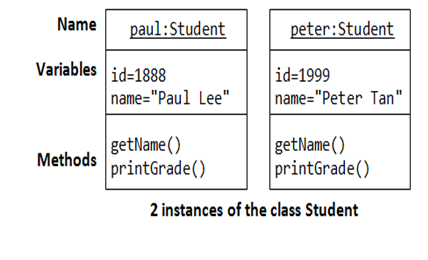 Name
paul:Student
peter:Student
Variables
id=1888
name="Paul Lee"
id=1999
name="Peter Tan"
Methods
getName()
printGrade()
getName()
printGrade()
2 instances of the class Student